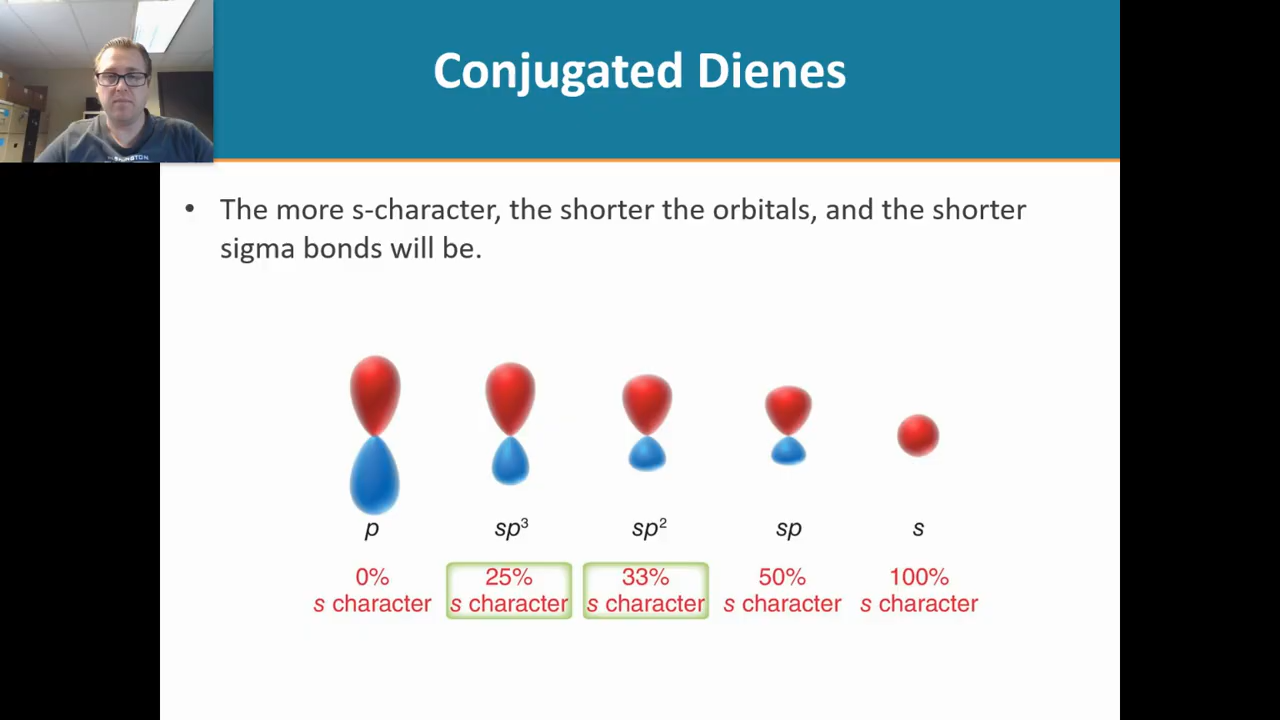 Conjugated Dienes
• The more s-character, the shorter the orbitals, and the shorter
sigma bonds will be.
p sp³ sp² sp s
0% 25% 33% 50% 100%
s character s character s character s character s character